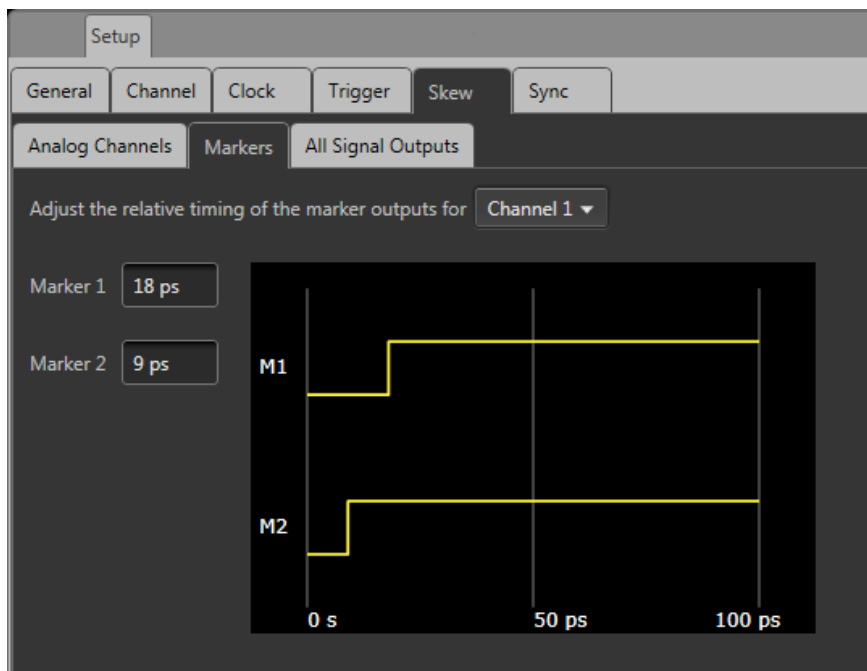 Setup
General Channel Clock Trigger Skew Sync
Analog Channels Markers All Signal Outputs
Adjust the relative timing of the marker outputs for Channel 1
Marker 1 18 ps
Marker 2 9 ps
M1
M2
0 s 50 ps 100 ps